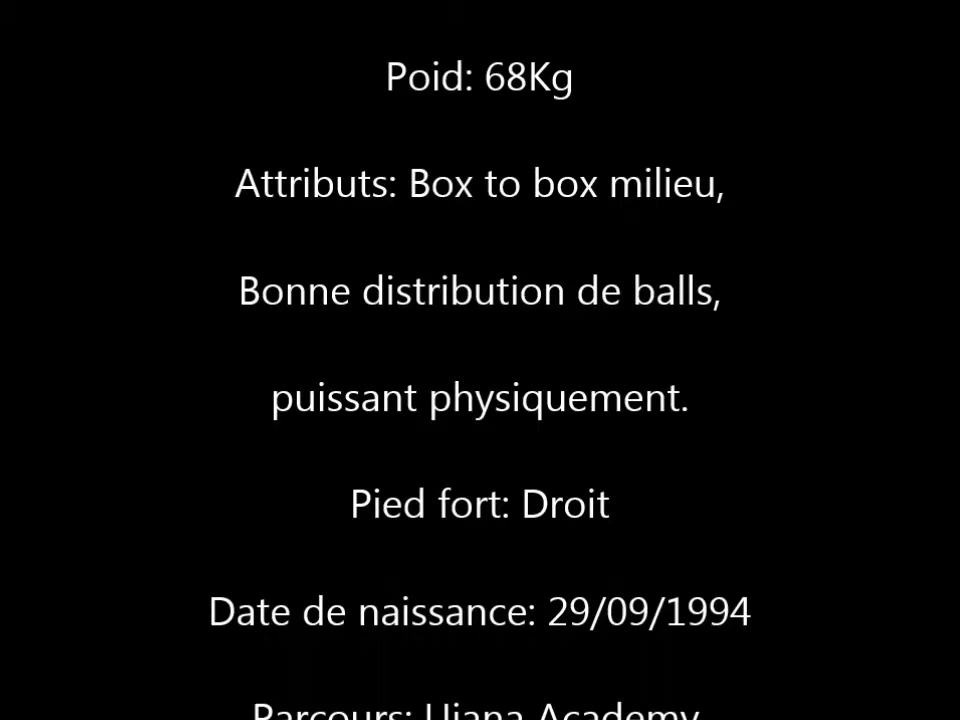 Poid: 68Kg
Attributs: Box to box milieu,
Bonne distribution de balls,
puissant physiquement.
Pied fort: Droit
Date de naissance: 29/09/1994
Parcours: Academy